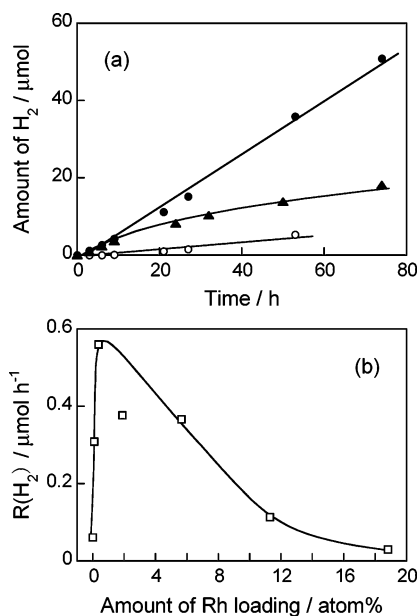 (a)
Amount of H2 / μmol
60
40
20
0
0 20 40 60 80
Time / h
(b)
R(H2) / μmol h-1
0.6
0.4
0.2
0
0 4 8 12 16 20
Amount of Rh loading / atom%